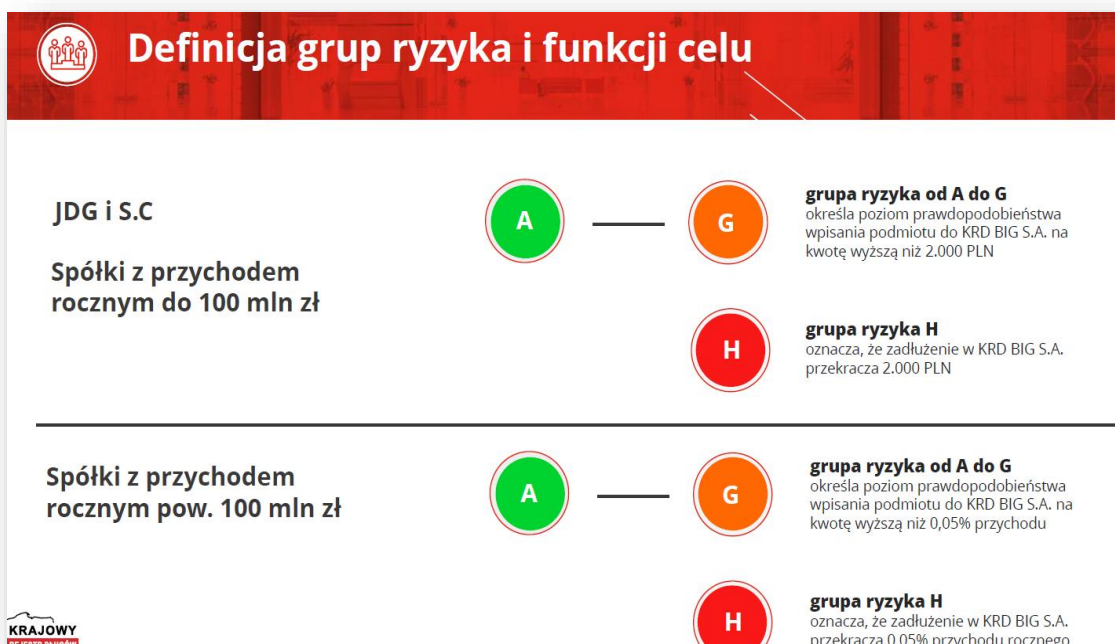 Definicja grup ryzyka i funkcji celu
JDG i S.C
Spółki z przychodem
rocznym do 100 mln zł
A
G
grupa ryzyka od A do G
określa poziom prawdopodobieństwa
wpisania podmiotu do KRD BIG S.A. na
kwotę wyższą niż 2.000 PLN
H
grupa ryzyka H
oznacza, że zadłużenie w KRD BIG S.A.
przekracza 2.000 PLN
Spółki z przychodem
rocznym pow. 100 mln zł
A
G
grupa ryzyka od A do G
określa poziom prawdopodobieństwa
wpisania podmiotu do KRD BIG S.A. na
kwotę wyższą niż 0,05% przychodu
H
grupa ryzyka H
oznacza, że zadłużenie w KRD BIG S.A.
przekracza 0,05% przychodu rocznego
KRAJOWY
REJESTR DŁUGÓW